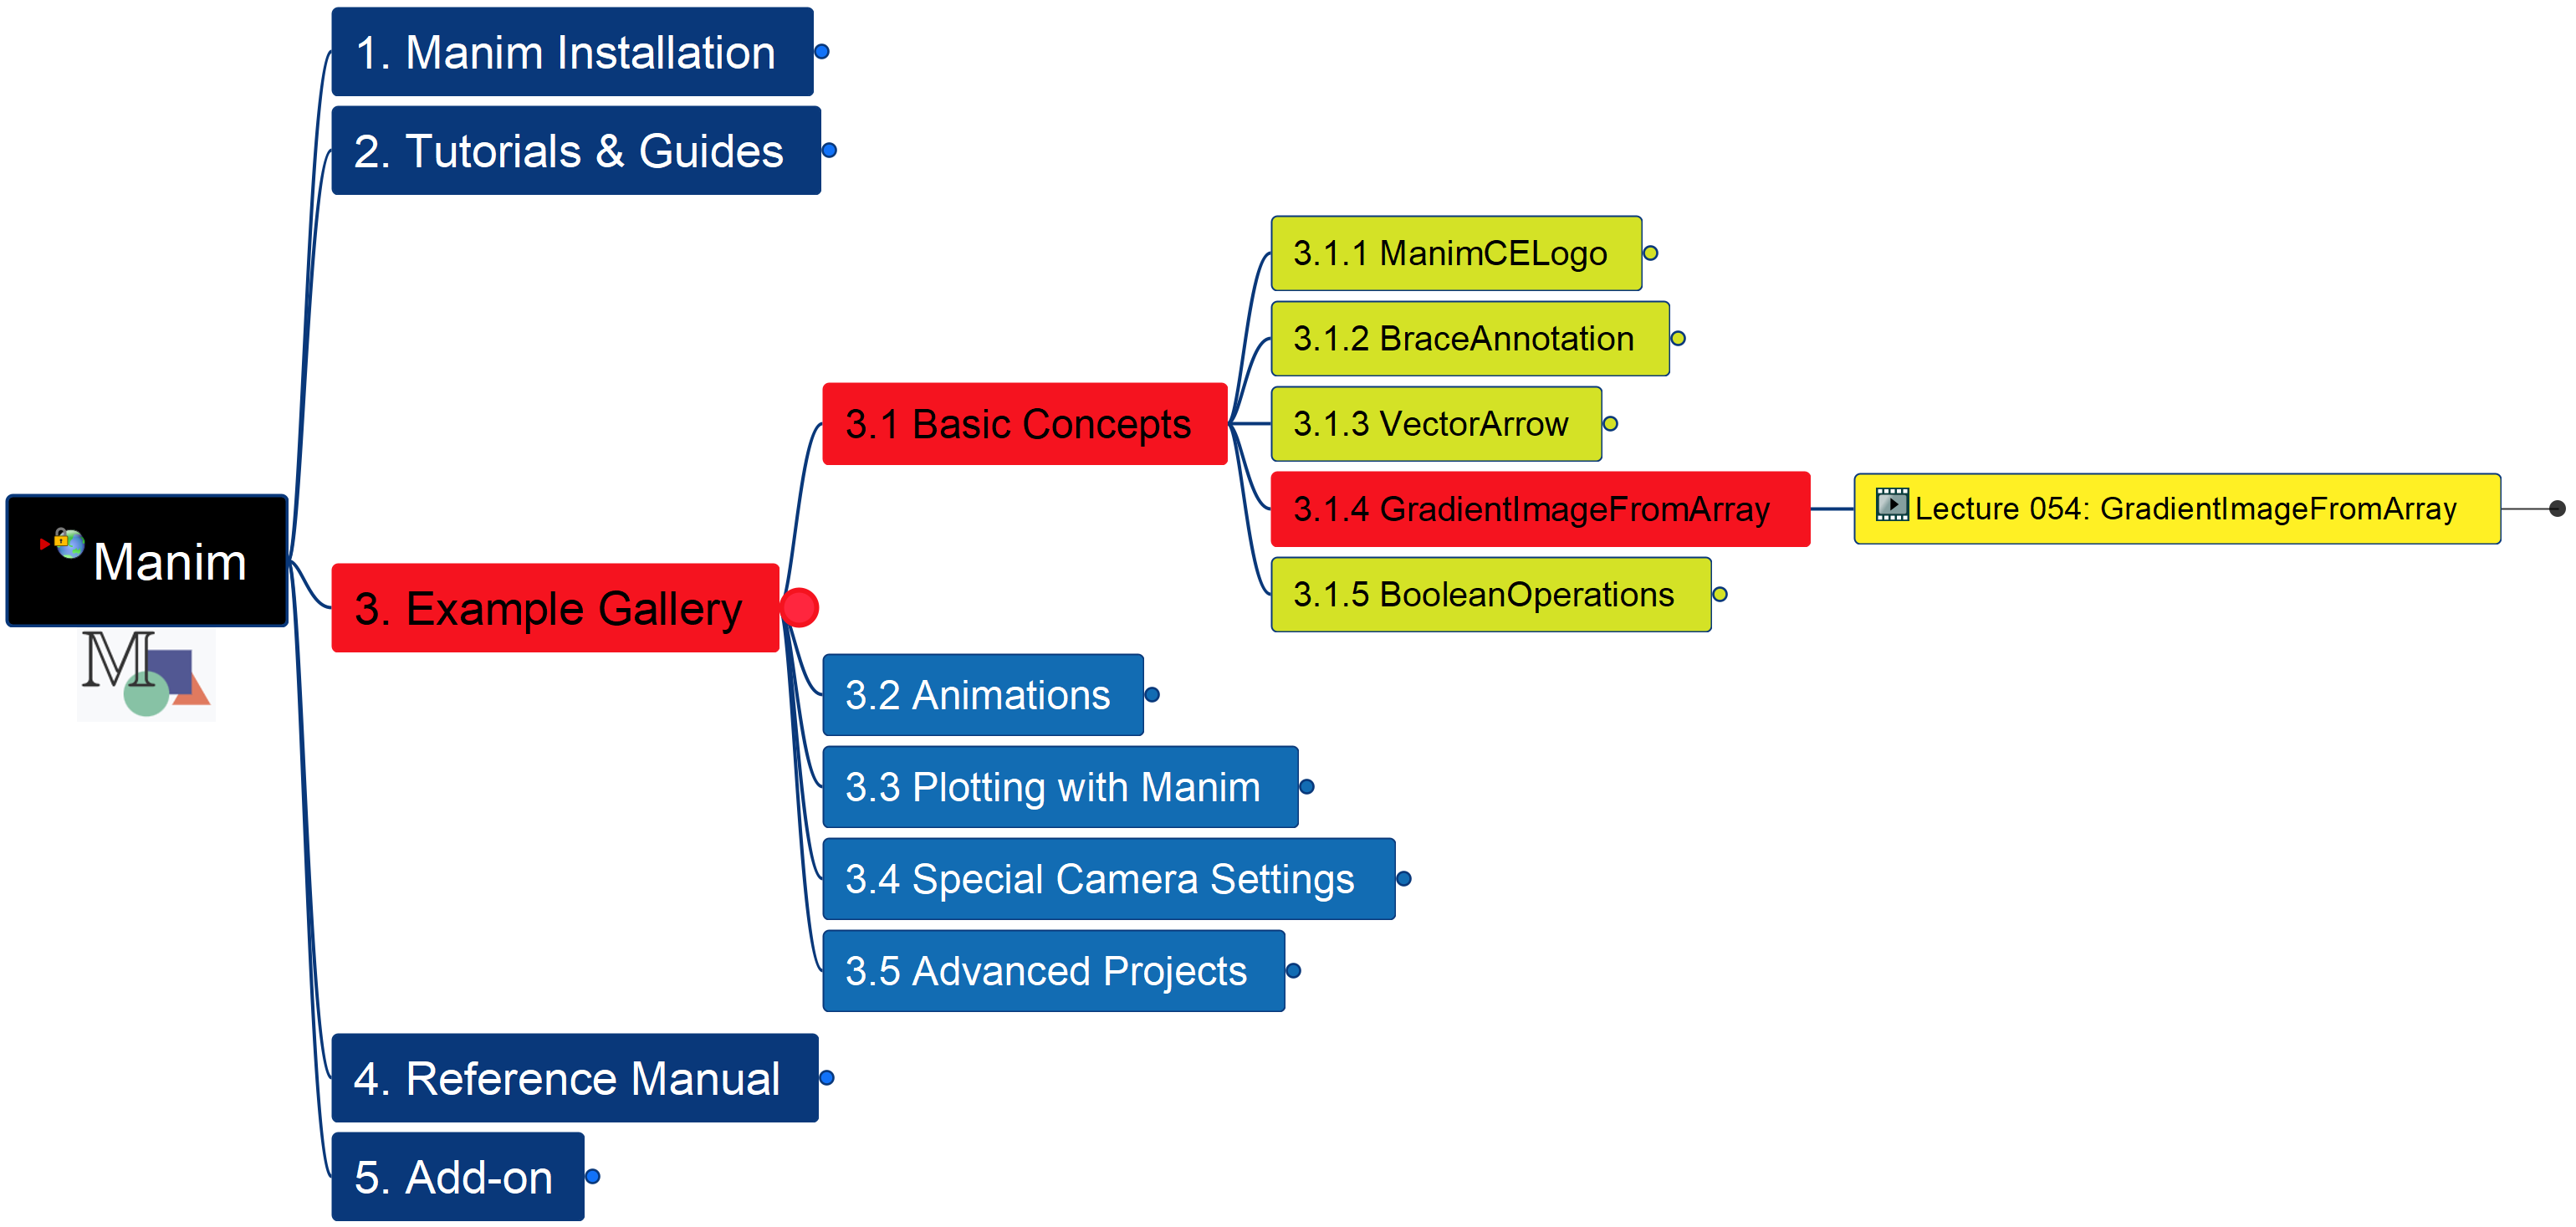 1. Manim Installation
2. Tutorials & Guides
3.1.1 ManimCELogo
3.1.2 BraceAnnotation
3.1 Basic Concepts
3.1.3 VectorArrow
3.1.4 GradientImageFromArray
Lecture 054: GradientImageFromArray
Manim
3.1.5 BooleanOperations
3. Example Gallery
M
3.2 Animations
3.3 Plotting with Manim
3.4 Special Camera Settings
3.5 Advanced Projects
4. Reference Manual
5. Add-on